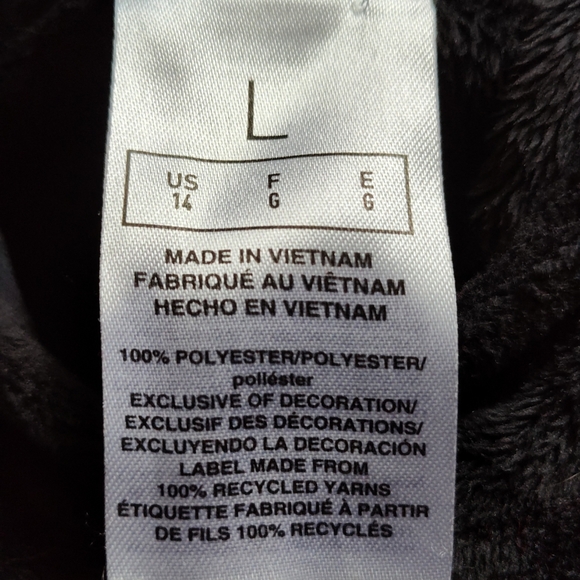 L
US F E
14 G G
MADE IN VIETNAM
FABRIQUÉ AU VIÊTNAM
HECHO EN VIETNAM
100% POLYESTER/POLYESTER/
poliéster
EXCLUSIVE OF DECORATION/
EXCLUSIF DES DÉCORATIONS/
EXCLUYENDO LA DECORACIÓN
LABEL MADE FROM
100% RECYCLED YARNS
ÉTIQUETTE FABRIQUÉ À PARTIR
DE FILS 100% RECYCLÉS